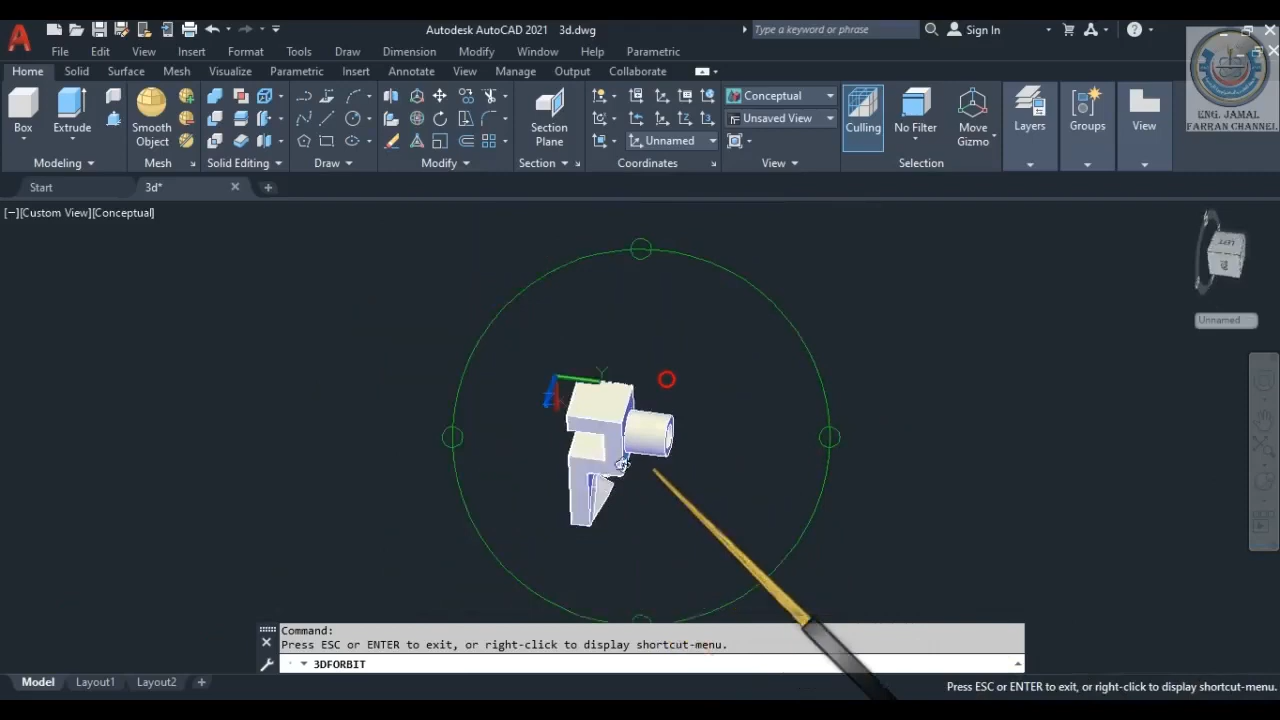 Autodesk AutoCAD 2021 3d.dwg
Type a keyword or phrase
Sign In
File Edit View Insert Format Tools Draw Dimension Modify Window Help Parametric
Home Solid Surface Mesh Visualize Parametric Insert Annotate View Manage Output Collaborate
ENG. JAMAL
FARRAN CHANNEL
Box
Extrude
Smooth
Object
Section
Plane
Conceptual
Unsaved View
Unnamed
Culling
No Filter
Move
Gizmo
Layers
Groups
View
Modeling Mesh Solid Editing Draw Modify Section Coordinates View Selection
Start 3d*
[−][Custom View][Conceptual]
LEFT
Unnamed
Y
Z
Command:
Press ESC or ENTER to exit, or right-click to display shortcut-menu.
3DFORBIT
Model Layout1 Layout2 +
Press ESC or ENTER to exit, or right-click to display shortcut-menu.